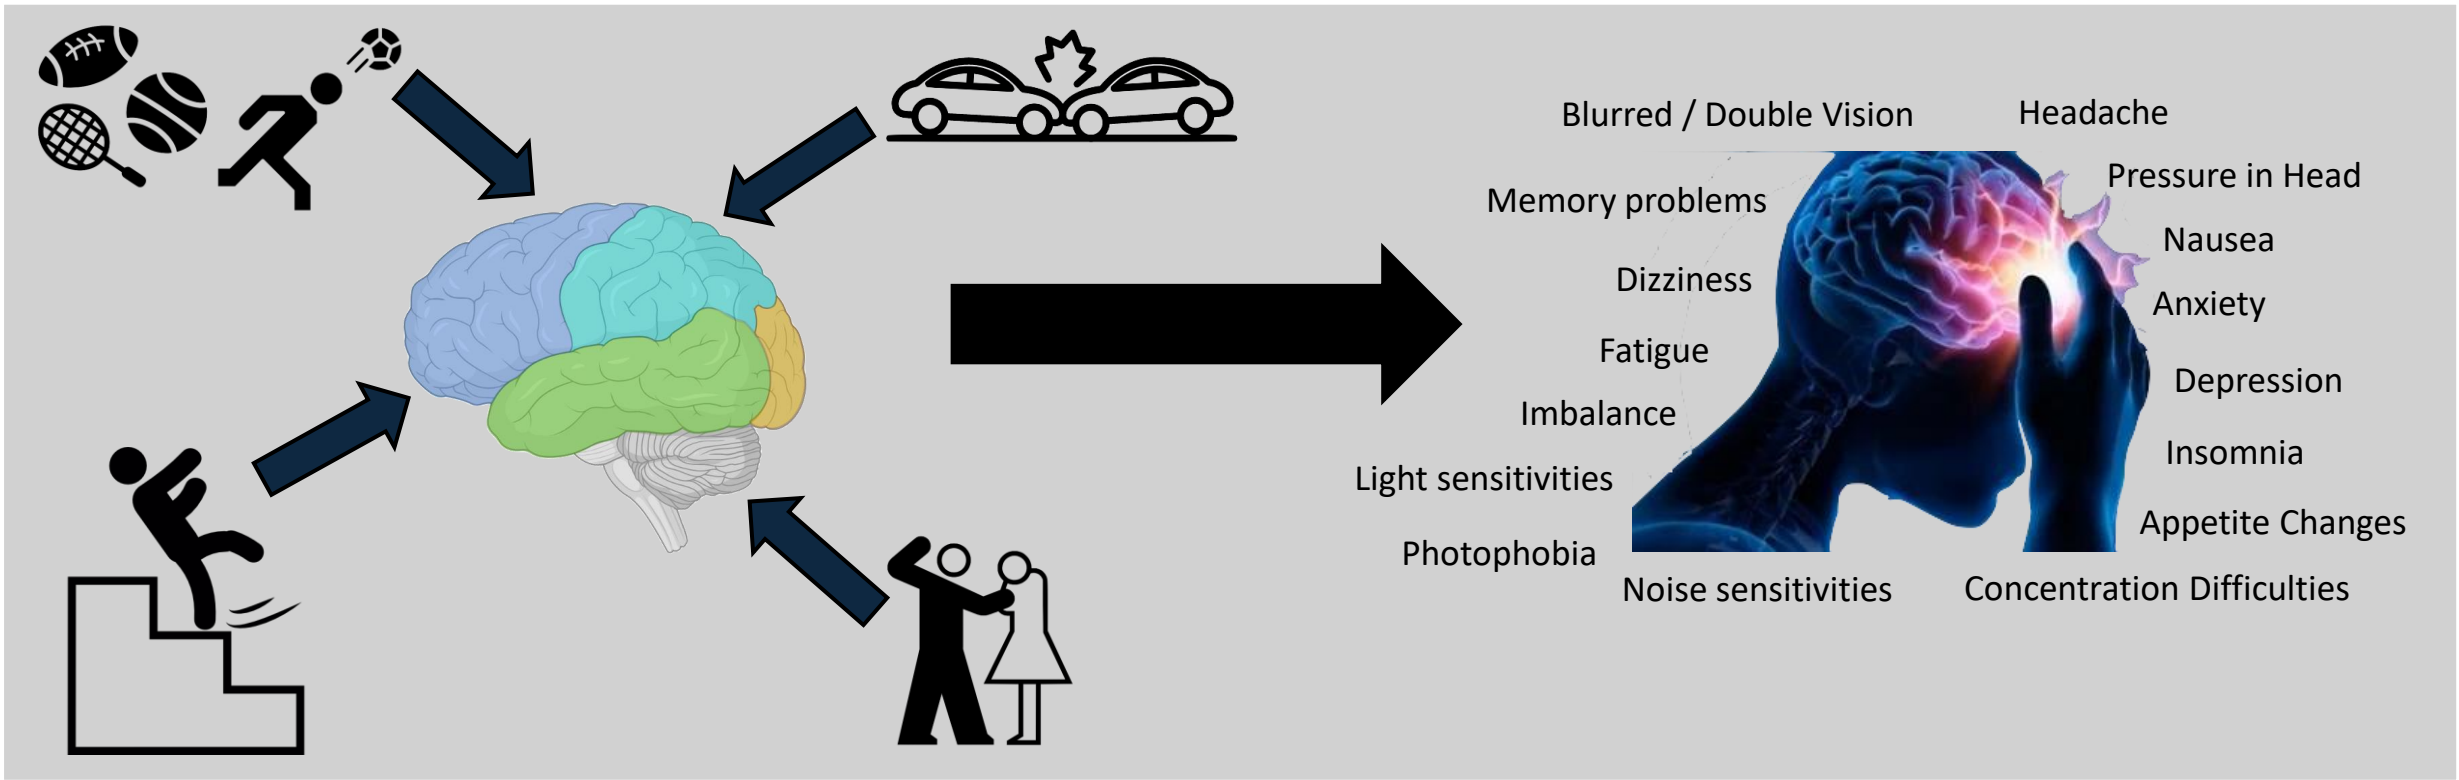 Blurred / Double Vision
Headache
Memory problems
Pressure in Head
Dizziness
Nausea
Fatigue
Anxiety
Imbalance
Depression
Light sensitivities
Insomnia
Photophobia
Appetite Changes
Noise sensitivities
Concentration Difficulties